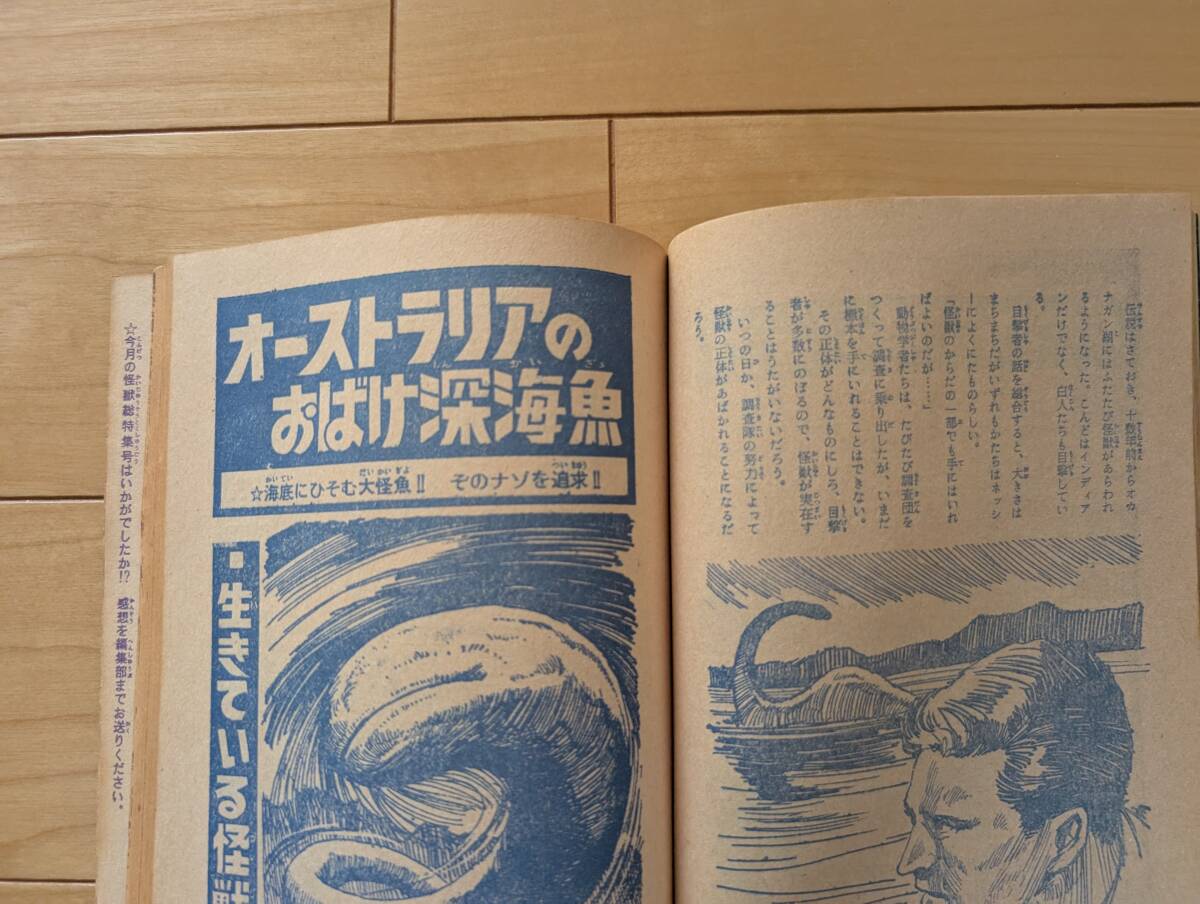 伝説はさておき、十数年前からオカ
ナガン湖にはふたたび怪獣があらわれ
るようになった。こんどはインディア
ンだけでなく、白人たちも目撃してい
る。
目撃者の話を総合すると、大きさは
まちまちだがいずれもかたちはネッシ
ーによくにたものらしい。
「怪獣のからだの一部でも手にはいれ
ばよいのだが……」
動物学者たちは、たびたび調査団を
つくって調査に乗り出したが、いまだ
に標本を手にいれることはできない。
その正体がどんなものにしろ、目撃
者が多数にのぼるので、怪獣が実在す
ることはうたがいないだろう。
いつの日か、調査隊の努力によって
怪獣の正体があばかれることになるだ
ろう。
オーストラリアの
おばけ深海魚
☆海底にひそむ大怪魚!! そのナゾを追求!!
・生きている怪獣
☆今月の怪獣総特集号はいかがでしたか!? 感想を編集部までお送りください。